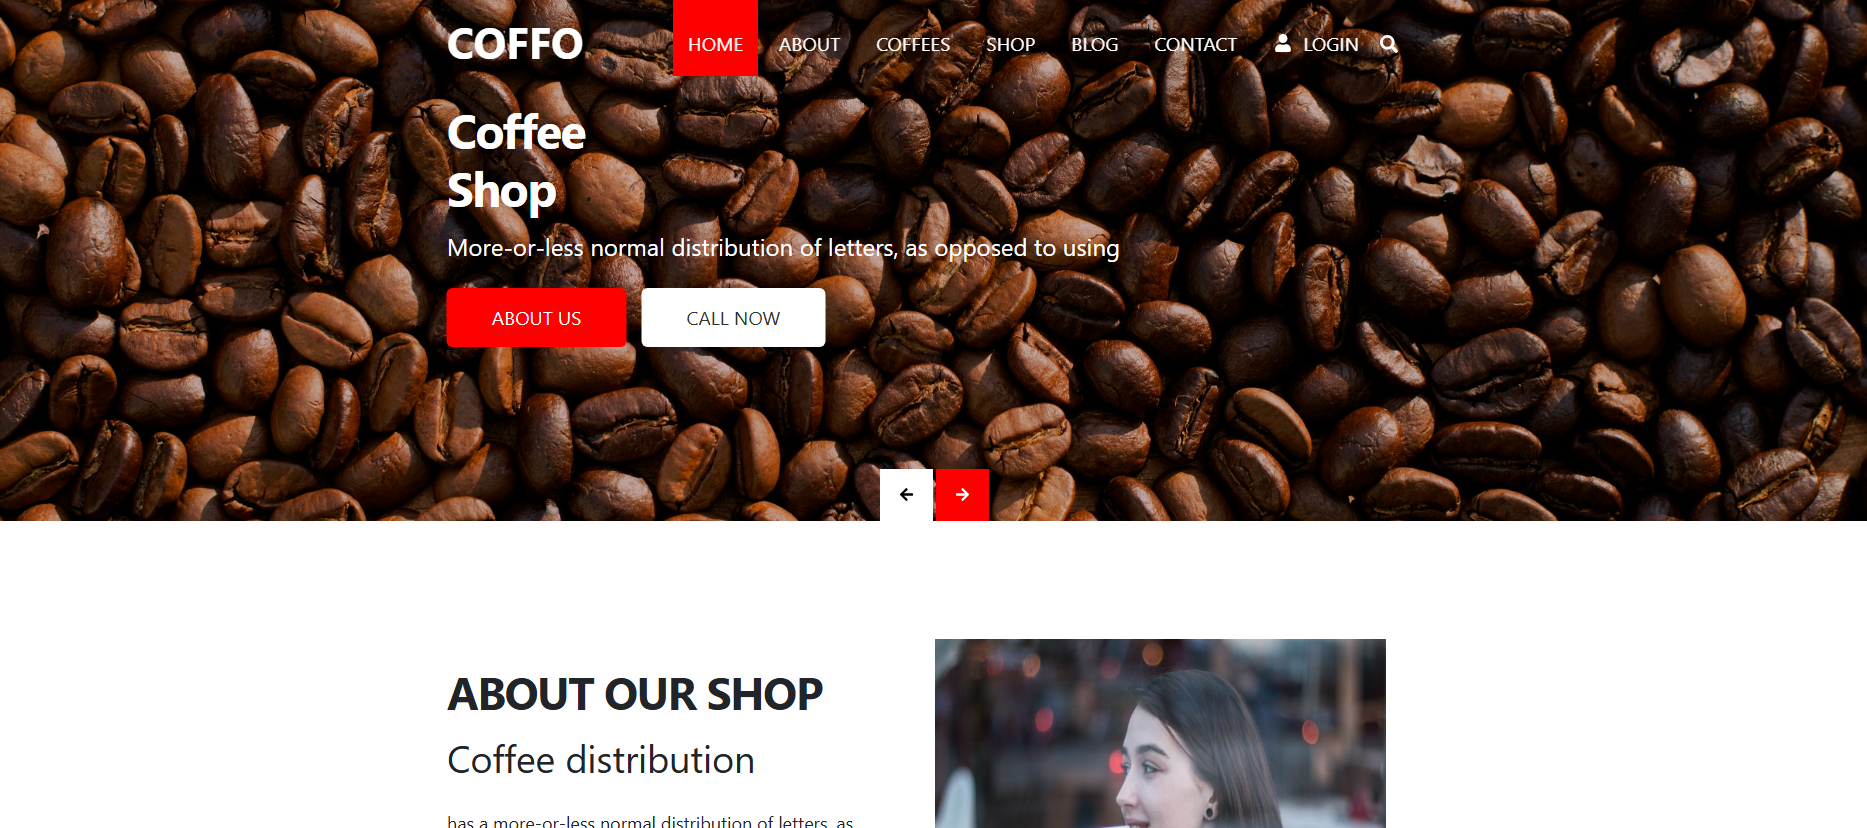 COFFO
HOME ABOUT COFFEES SHOP BLOG CONTACT LOGIN
Coffee
Shop
More-or-less normal distribution of letters, as opposed to using
ABOUT US CALL NOW
ABOUT OUR SHOP
Coffee distribution
has a more-or-less normal distribution of letters, as